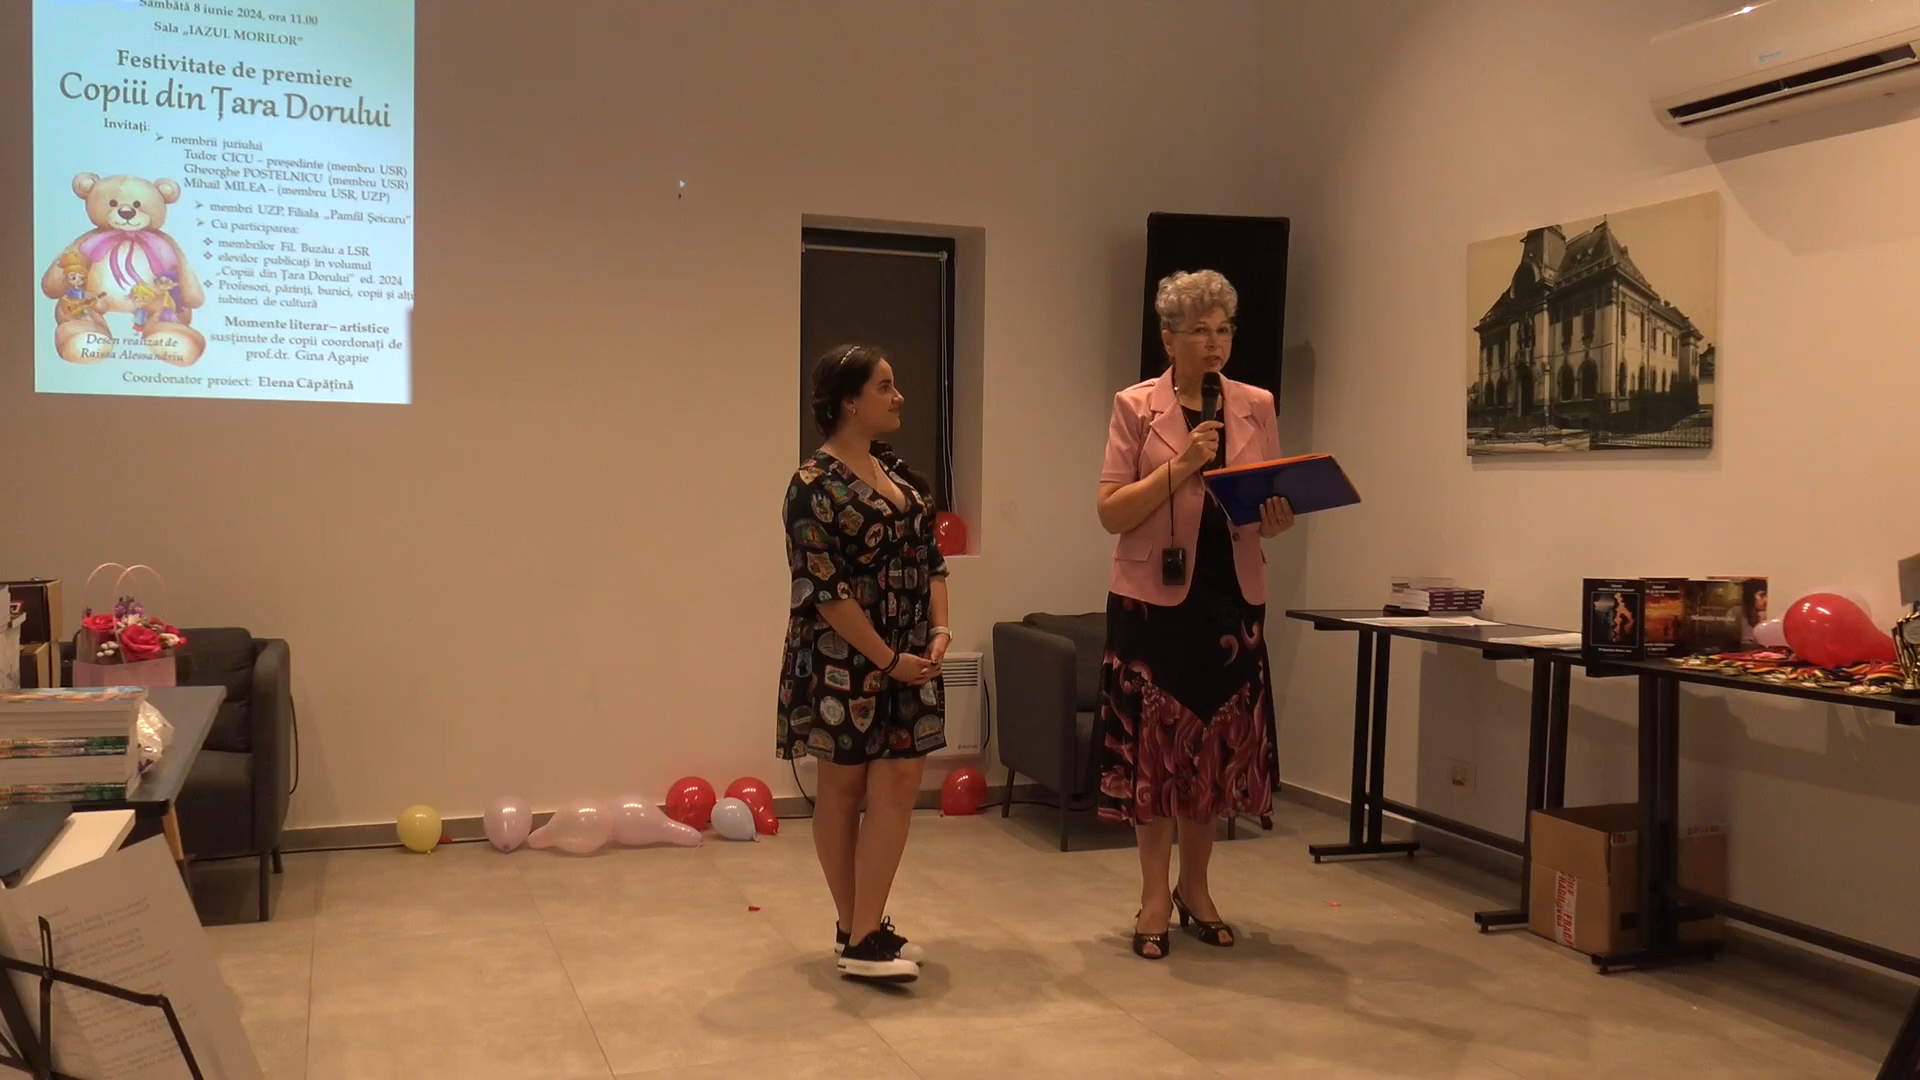 Sâmbătă 8 iunie 2024, ora 11.00
Sala „IAZUL MORILOR"
Festivitate de premiere
Copiii din Țara Dorului
Invitați:
➢ membrii juriului
Tudor CICU – președinte (membru USR)
Gheorghe POSTELNICU (membru USR)
Mihail MILEA – (membru USR, UZP)
➢ membri UZP, Filiala „Pamfil Șeicaru"
➢ Cu participarea:
❖ membrilor Fil. Buzău a LSR
❖ elevilor publicați în volumul
„Copiii din Țara Dorului" ed. 2024
❖ Profesori, părinți, bunici, copii și alți
iubitori de cultură
Momente literar– artistice
susținute de copii coordonați de
prof.dr. Gina Agapie
Desen realizat de
Raissa Alessandriu
Coordonator proiect: Elena Căpățînă